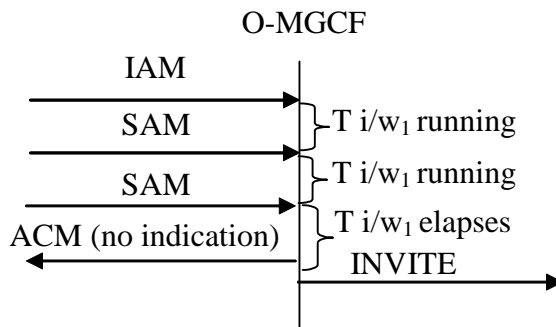 O-MGCF
IAM
T i/w₁ running
SAM
T i/w₁ running
SAM
T i/w₁ elapses
ACM (no indication)
INVITE